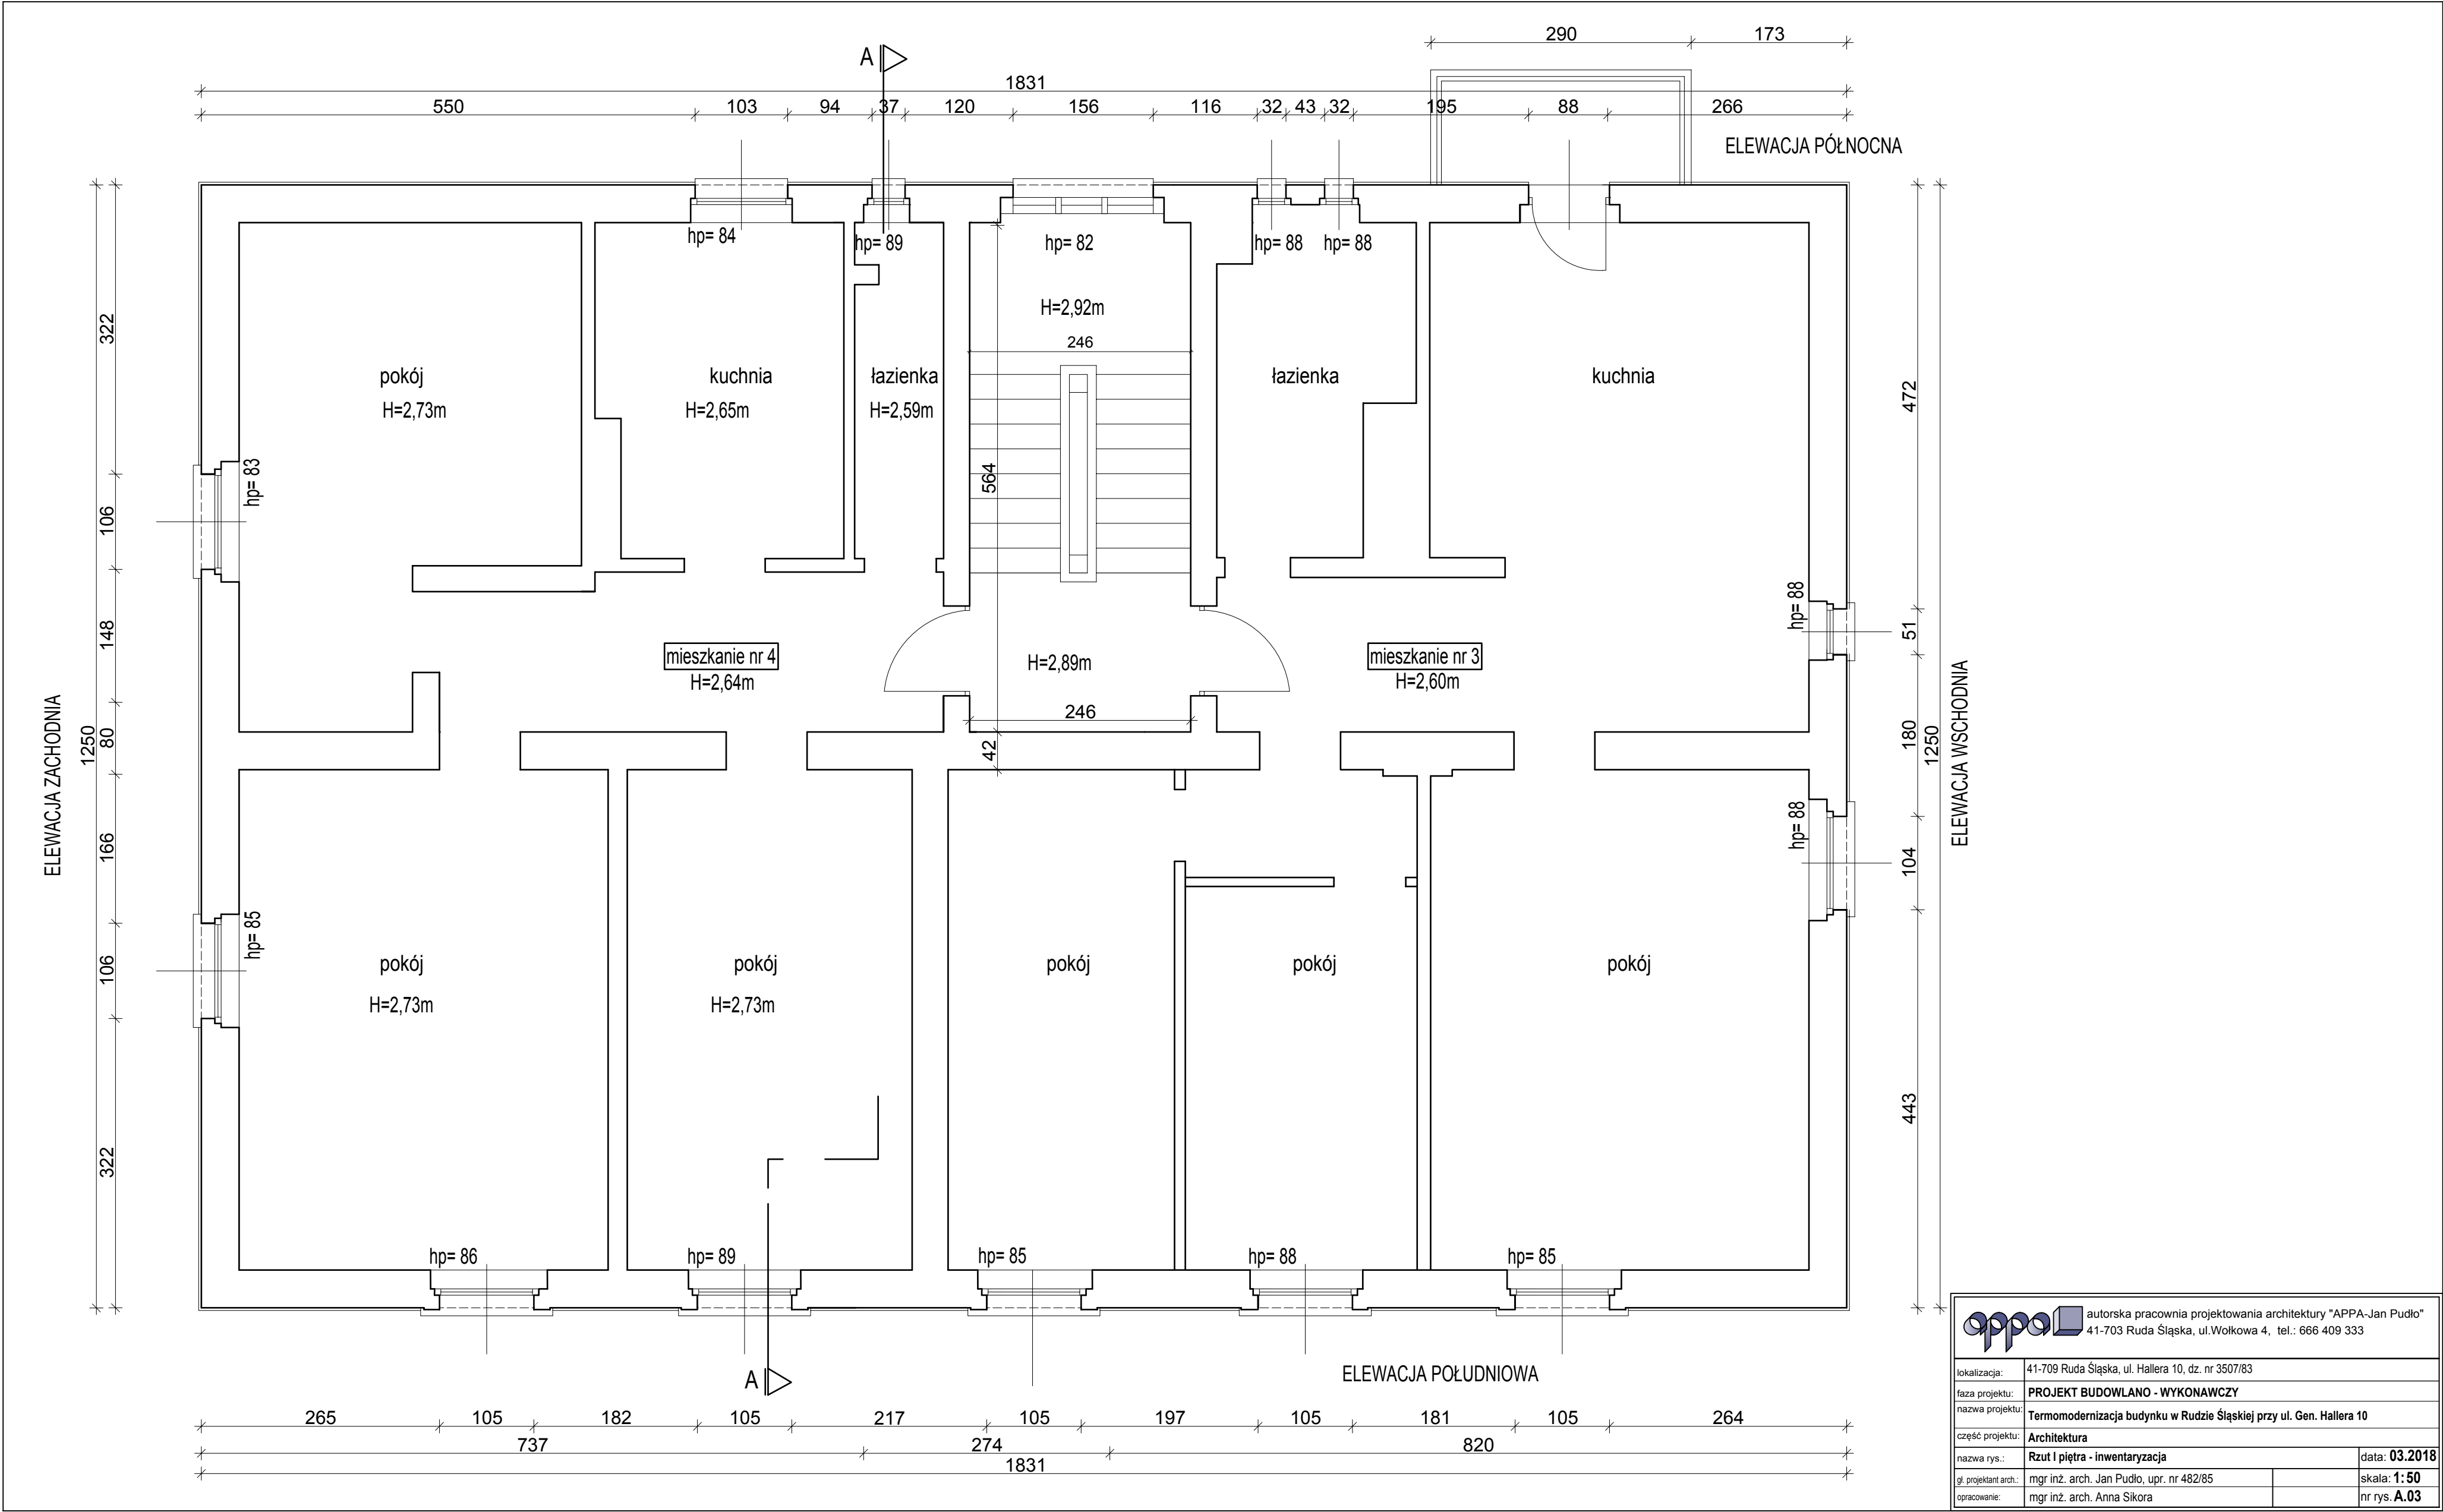 290 173
A
1831
550 103 94 37 120 156 116 32 43 32 195 88 266
ELEWACJA PÓŁNOCNA
hp= 84 hp= 89 hp= 82 hp= 88 hp= 88
H=2,92m
246
pokój kuchnia łazienka łazienka kuchnia
H=2,73m H=2,65m H=2,59m
564
hp= 83
hp= 88
mieszkanie nr 4
H=2,64m
H=2,89m
mieszkanie nr 3
H=2,60m
246
42
hp= 88
hp= 85
pokój pokój pokój pokój pokój
H=2,73m H=2,73m
hp= 86 hp= 89 hp= 85 hp= 88 hp= 85
ELEWACJA ZACHODNIA
1250
322
106
148
80
166
106
322
472
51
180
104
443
1250
ELEWACJA WSCHODNIA
A
ELEWACJA POŁUDNIOWA
265 105 182 105 217 105 197 105 181 105 264
737 274 820
1831
appa autorska pracownia projektowania architektury "APPA-Jan Pudło"
41-703 Ruda Śląska, ul.Wołkowa 4, tel.: 666 409 333
lokalizacja: 41-709 Ruda Śląska, ul. Hallera 10, dz. nr 3507/83
faza projektu: PROJEKT BUDOWLANO - WYKONAWCZY
nazwa projektu: Termomodernizacja budynku w Rudzie Śląskiej przy ul. Gen. Hallera 10
część projektu: Architektura
nazwa rys.: Rzut I piętra - inwentaryzacja data: 03.2018
gł. projektant arch.: mgr inż. arch. Jan Pudło, upr. nr 482/85 skala: 1:50
opracowanie: mgr inż. arch. Anna Sikora nr rys. A.03